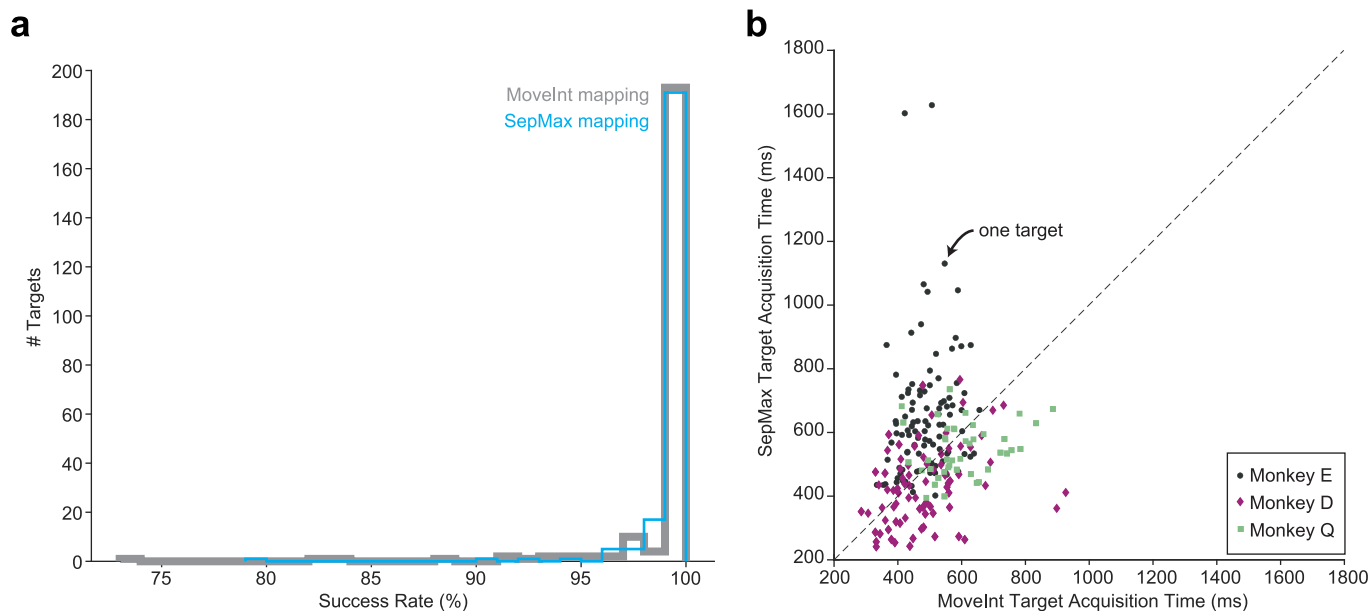 a
# Targets
200
180
160
140
120
100
80
60
40
20
0
MoveInt mapping
SepMax mapping
75
80
85
90
95
100
Success Rate (%)
b
SepMax Target Acquisition Time (ms)
1800
1600
1400
1200
1000
800
600
400
200
one target
Monkey E
Monkey D
Monkey Q
200
400
600
800
1000
1200
1400
1600
1800
MoveInt Target Acquisition Time (ms)